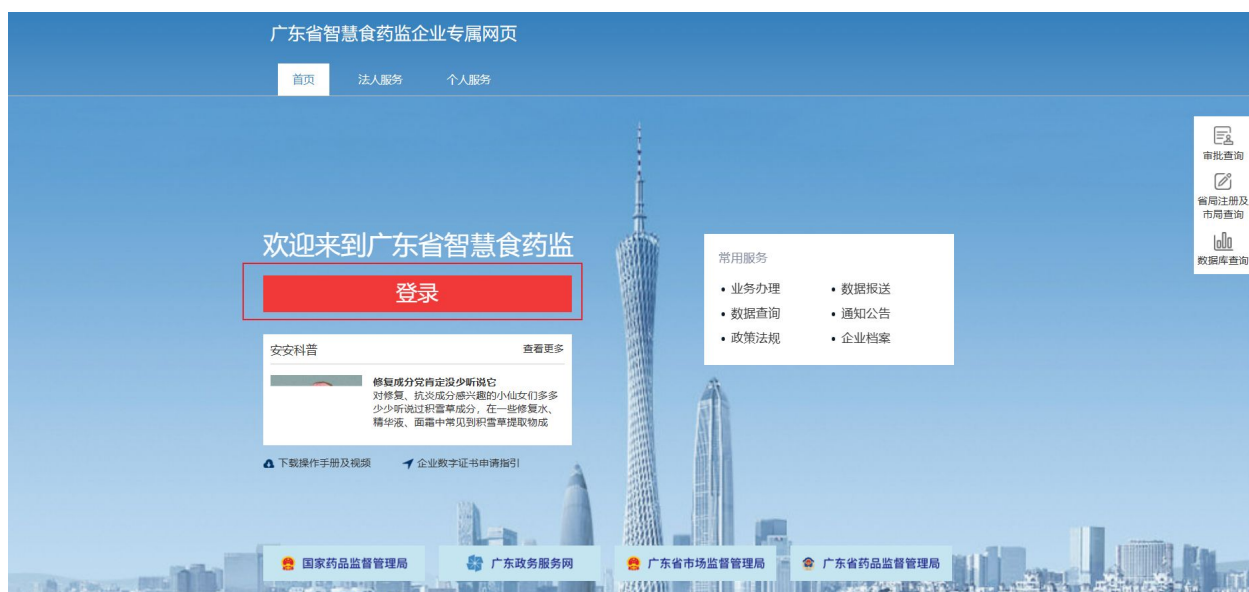 广东省智慧食药监企业专属网页
首页 法人服务 个人服务
审批查询
省局注册及
市局查询
数据库查询
欢迎来到广东省智慧食药监
登录
常用服务
• 业务办理 • 数据报送
• 数据查询 • 通知公告
• 政策法规 • 企业档案
安安科普 查看更多
修复成分党肯定没少听说它
对修复、抗炎成分感兴趣的小仙女们多多
少少听说过积雪草成分，在一些修复水、
精华液、面霜中常见到积雪草提取物成
下载操作手册及视频 企业数字证书申请指引
国家药品监督管理局 广东政务服务网 广东省市场监督管理局 广东省药品监督管理局